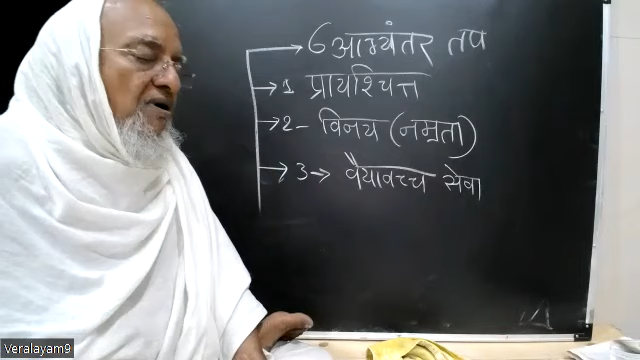 6 आभ्यंतर तप
→ 1 प्रायश्चित्त
→ 2- विनय (नम्रता)
→ 3 → वैयावच्च सेवा
Veralayam9